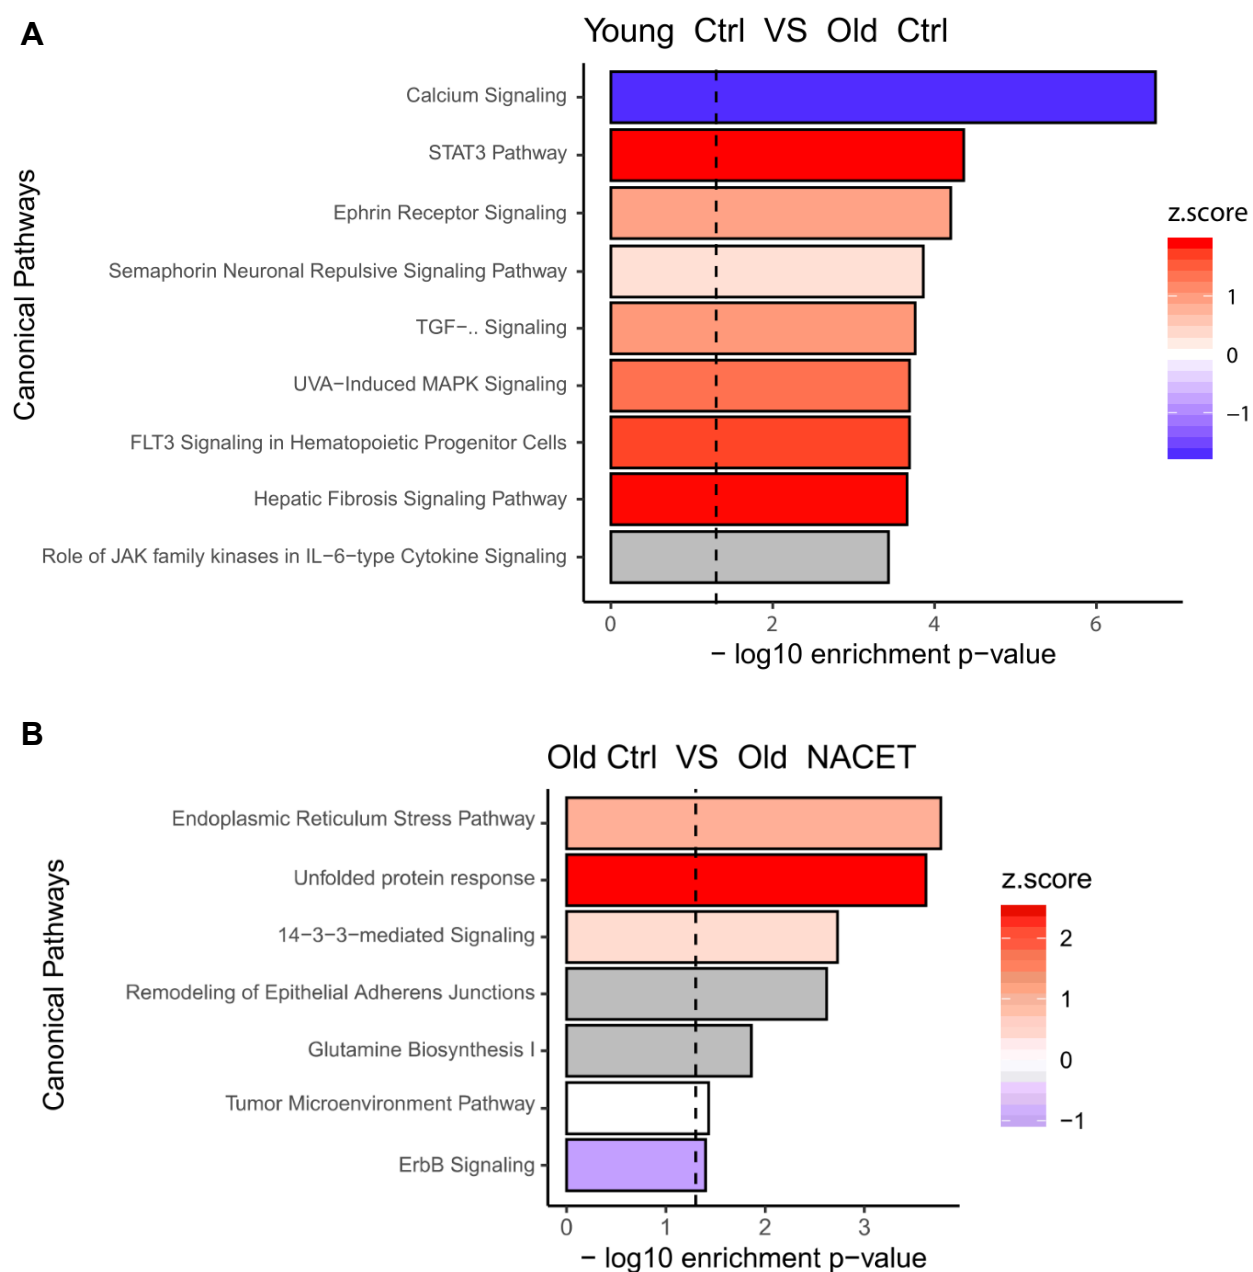 A
Young Ctrl VS Old Ctrl
Canonical Pathways
Calcium Signaling
STAT3 Pathway
Ephrin Receptor Signaling
Semaphorin Neuronal Repulsive Signaling Pathway
TGF−.. Signaling
UVA−Induced MAPK Signaling
FLT3 Signaling in Hematopoietic Progenitor Cells
Hepatic Fibrosis Signaling Pathway
Role of JAK family kinases in IL−6−type Cytokine Signaling
0 2 4 6
− log10 enrichment p−value
z.score
1
0
−1
B
Old Ctrl VS Old NACET
Canonical Pathways
Endoplasmic Reticulum Stress Pathway
Unfolded protein response
14−3−3−mediated Signaling
Remodeling of Epithelial Adherens Junctions
Glutamine Biosynthesis I
Tumor Microenvironment Pathway
ErbB Signaling
0 1 2 3
− log10 enrichment p−value
z.score
2
1
0
−1